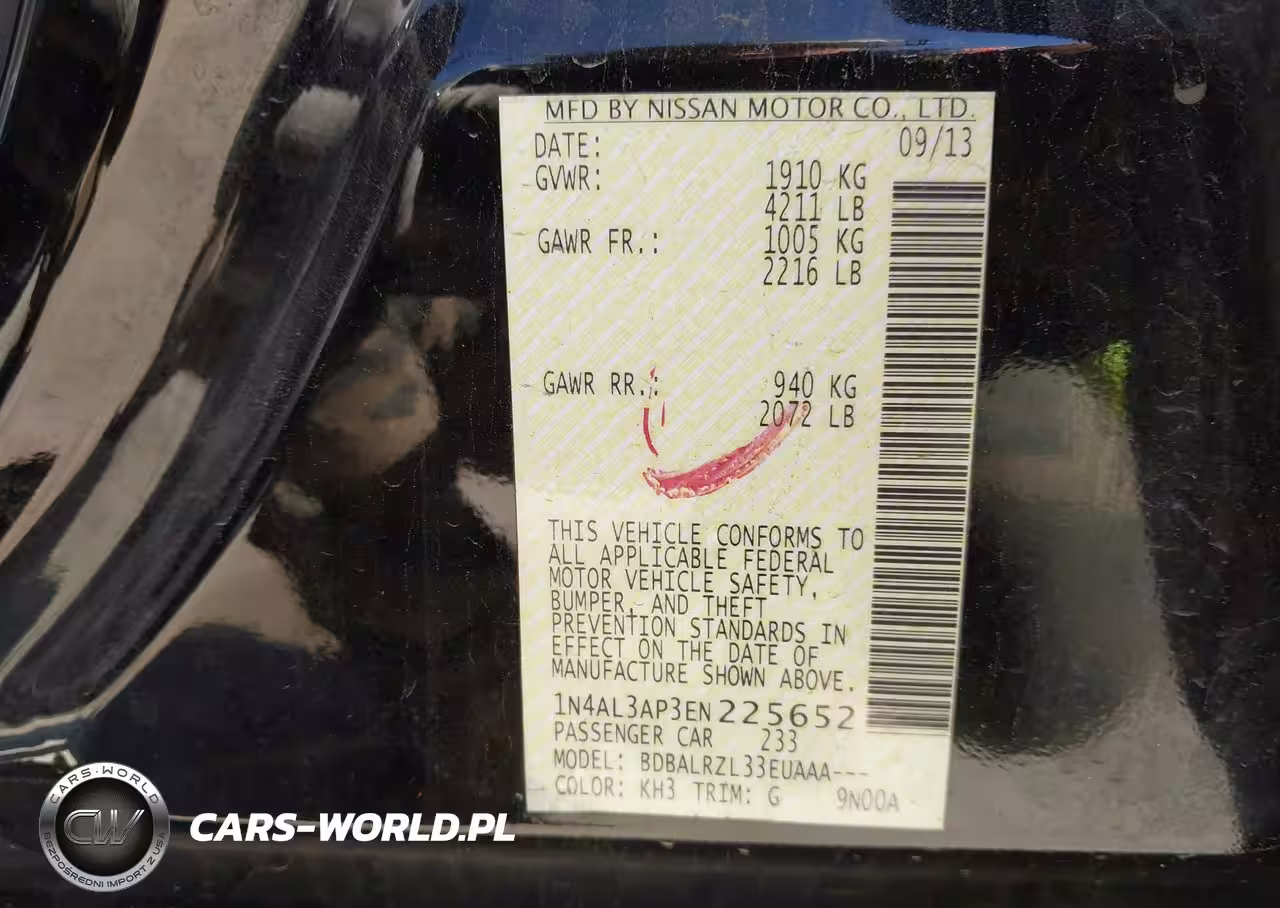 MFD BY NISSAN MOTOR CO., LTD.
DATE: 09/13
GVWR: 1910 KG
4211 LB
GAWR FR.: 1005 KG
2216 LB
GAWR RR.: 940 KG
2072 LB
THIS VEHICLE CONFORMS TO
ALL APPLICABLE FEDERAL
MOTOR VEHICLE SAFETY,
BUMPER, AND THEFT
PREVENTION STANDARDS IN
EFFECT ON THE DATE OF
MANUFACTURE SHOWN ABOVE.
1N4AL3AP3EN225652
PASSENGER CAR 233
MODEL: BDBALRZL33EUAAA---
COLOR: KH3 TRIM: G 9N00A
CARS-WORLD
CW
BEZPOŚREDNI IMPORT Z USA
CARS-WORLD.PL